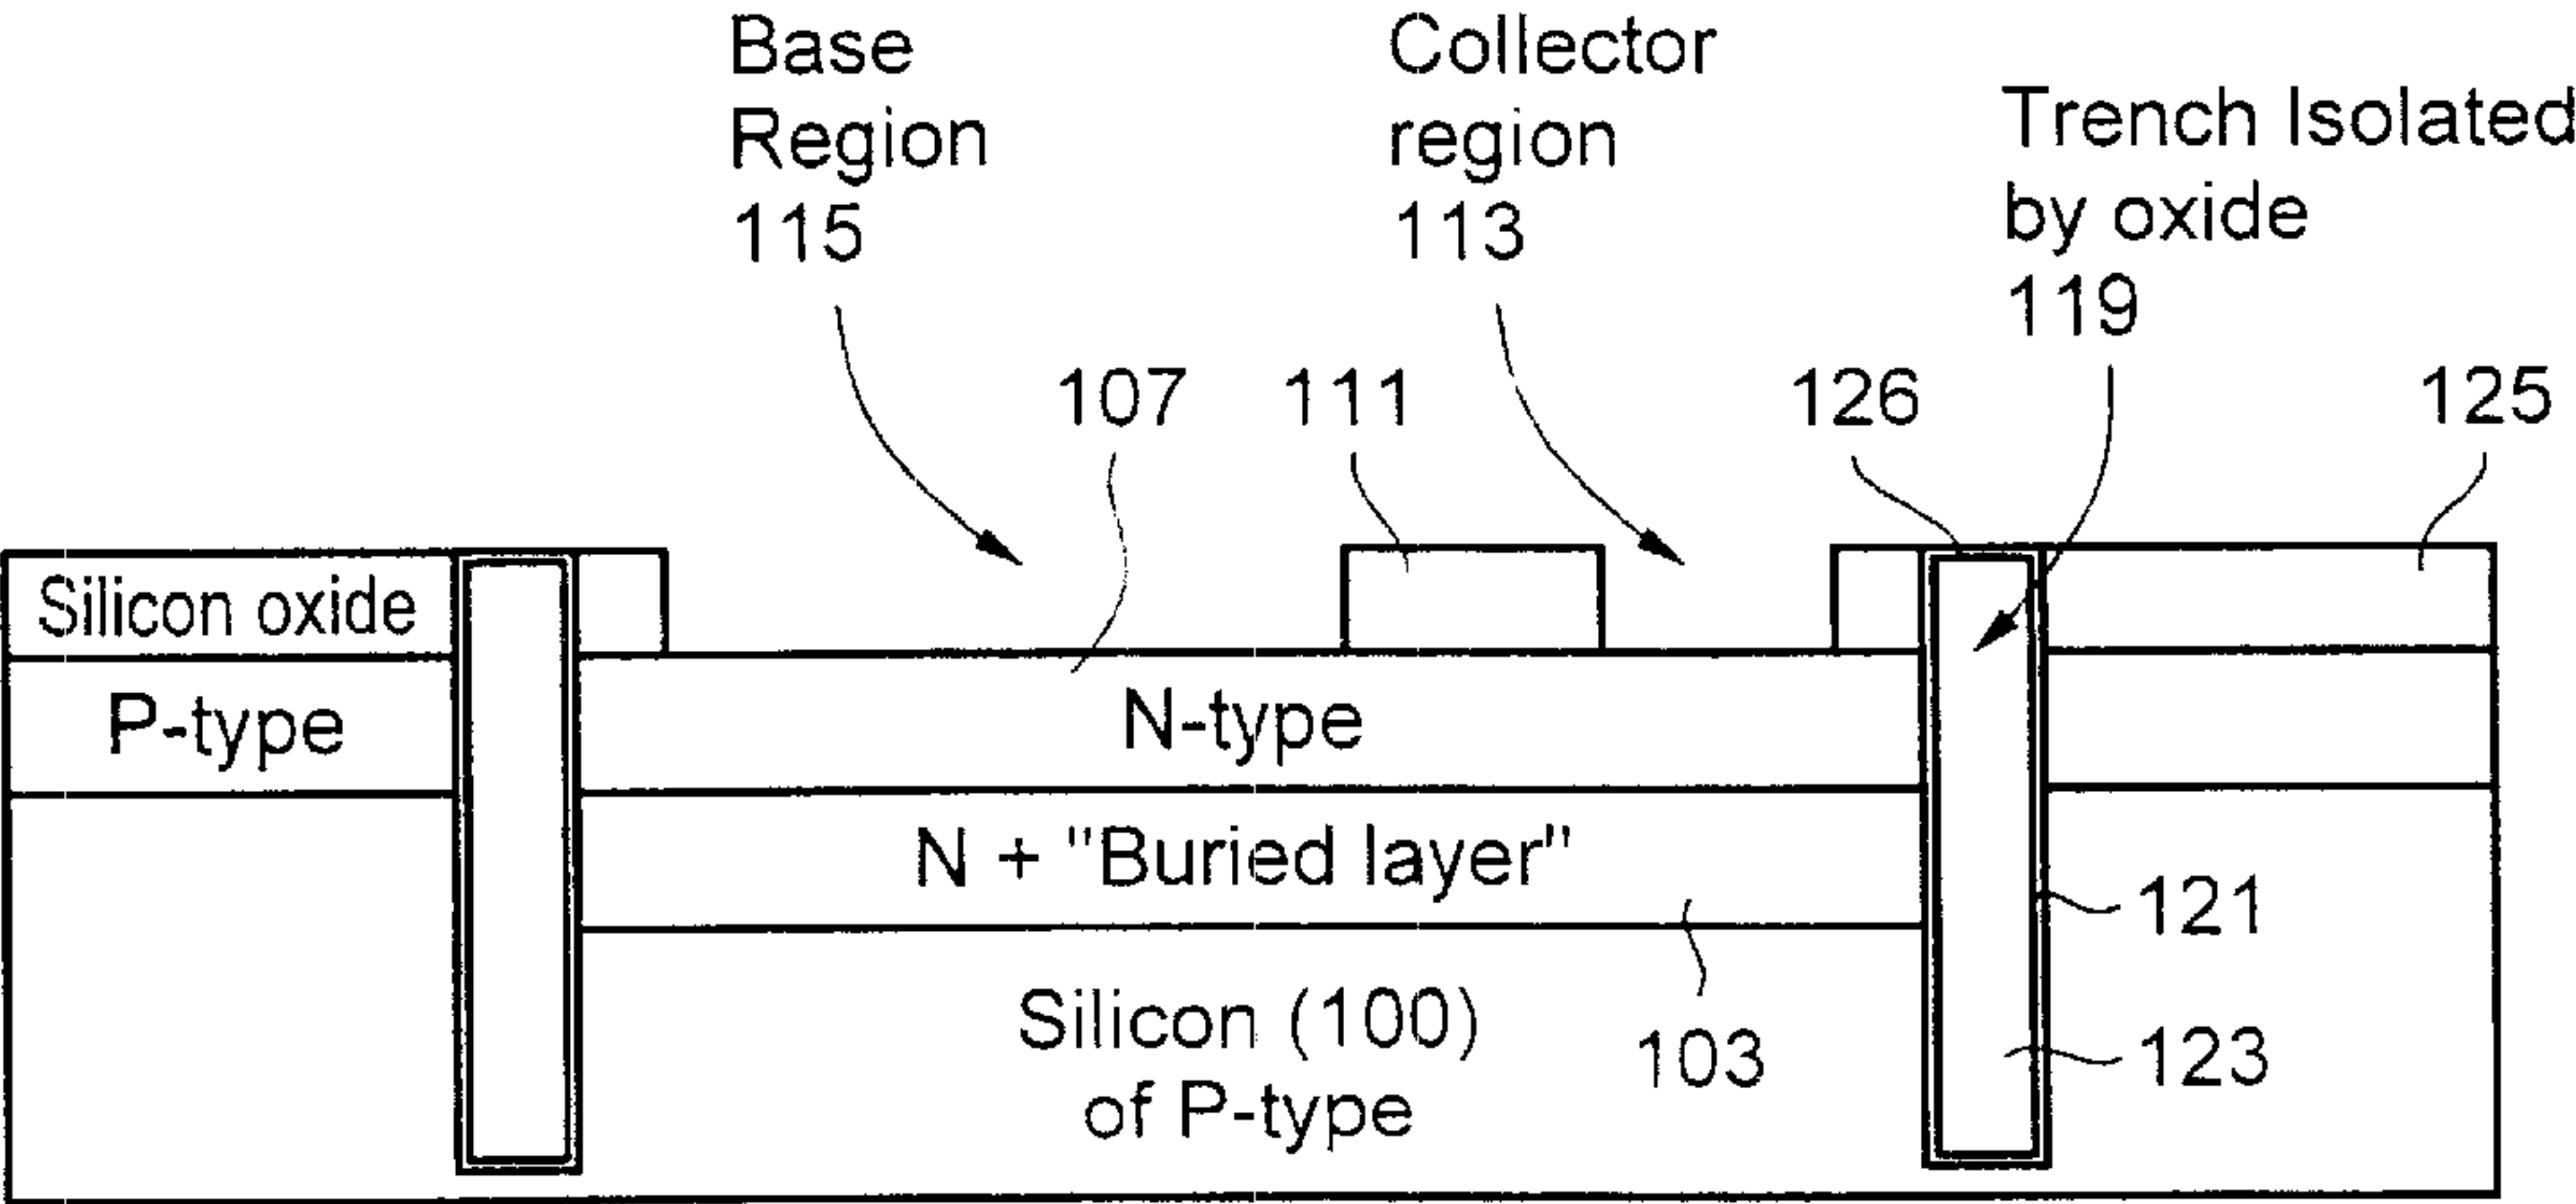 Base
Region
115
Collector
region
113
Trench Isolated
by oxide
119
107
111
126
125
Silicon oxide
P-type
N-type
N + "Buried layer"
121
Silicon (100)
of P-type
103
123